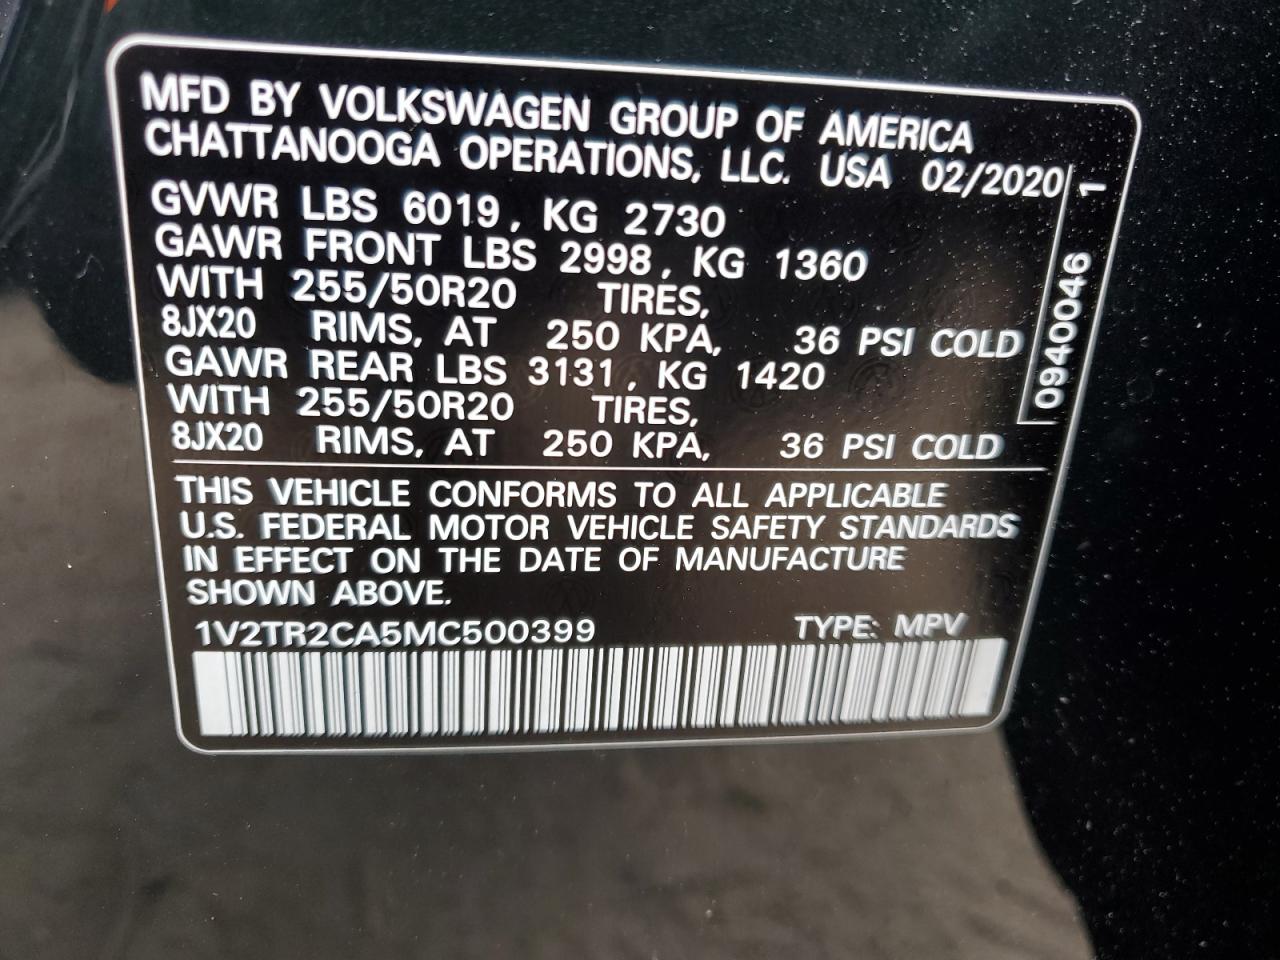 MFD BY VOLKSWAGEN GROUP OF AMERICA
CHATTANOOGA OPERATIONS, LLC. USA 02/2020
GVWR LBS 6019, KG 2730
GAWR FRONT LBS 2998, KG 1360
WITH 255/50R20 TIRES,
8JX20 RIMS, AT 250 KPA, 36 PSI COLD
GAWR REAR LBS 3131, KG 1420
WITH 255/50R20 TIRES,
8JX20 RIMS, AT 250 KPA, 36 PSI COLD
0940046 1
THIS VEHICLE CONFORMS TO ALL APPLICABLE
U.S. FEDERAL MOTOR VEHICLE SAFETY STANDARDS
IN EFFECT ON THE DATE OF MANUFACTURE
SHOWN ABOVE.
1V2TR2CA5MC500399 TYPE: MPV